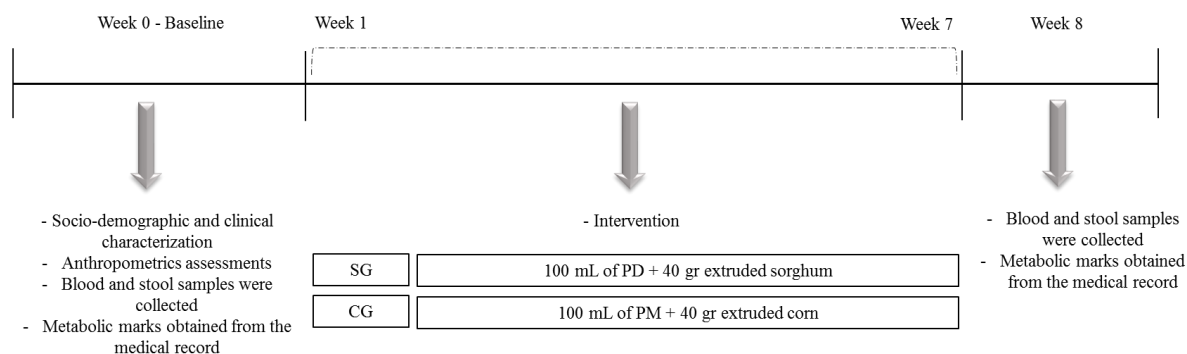 Week 0 - Baseline
Week 1
Week 7
Week 8
- Socio-demographic and clinical
characterization
- Anthropometrics assessments
- Blood and stool samples were
collected
- Metabolic marks obtained from the
medical record
- Intervention
SG
100 mL of PD + 40 gr extruded sorghum
CG
100 mL of PM + 40 gr extruded corn
- Blood and stool samples
were collected
- Metabolic marks obtained
from the medical record